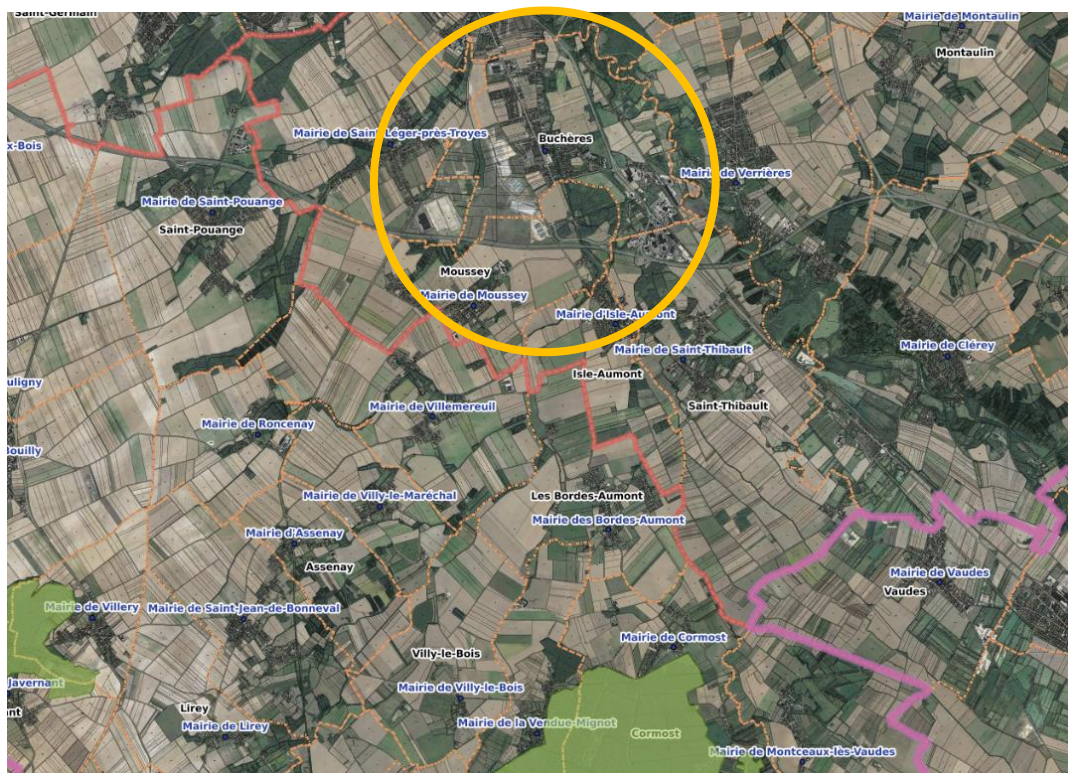 Saint-Germain
Mairie de Montaulin
Montaulin
Mairie de Saint-Léger-près-Troyes
Buchères
x-Bois
Mairie de Verrières
Mairie de Saint-Pouange
Saint-Pouange
Moussey
Mairie de Moussey
Mairie d'Isle-Aumont
Mairie de Saint-Thibault
Mairie de Clérey
Isle-Aumont
uligny
Mairie de Villemereuil
Saint-Thibault
Mairie de Roncenay
Bouilly
Mairie de Villy-le-Maréchal
Les Bordes-Aumont
Mairie des Bordes-Aumont
Mairie d'Assenay
Assenay
Mairie de Vaudes
Vaudes
Mairie de Villery
Mairie de Saint-Jean-de-Bonneval
Mairie de Cormost
Villy-le-Bois
Javernant
Mairie de Villy-le-Bois
Lirey
nt
Mairie de Lirey
Mairie de la Vendue-Mignot
Cormost
Mairie de Montceaux-lès-Vaudes